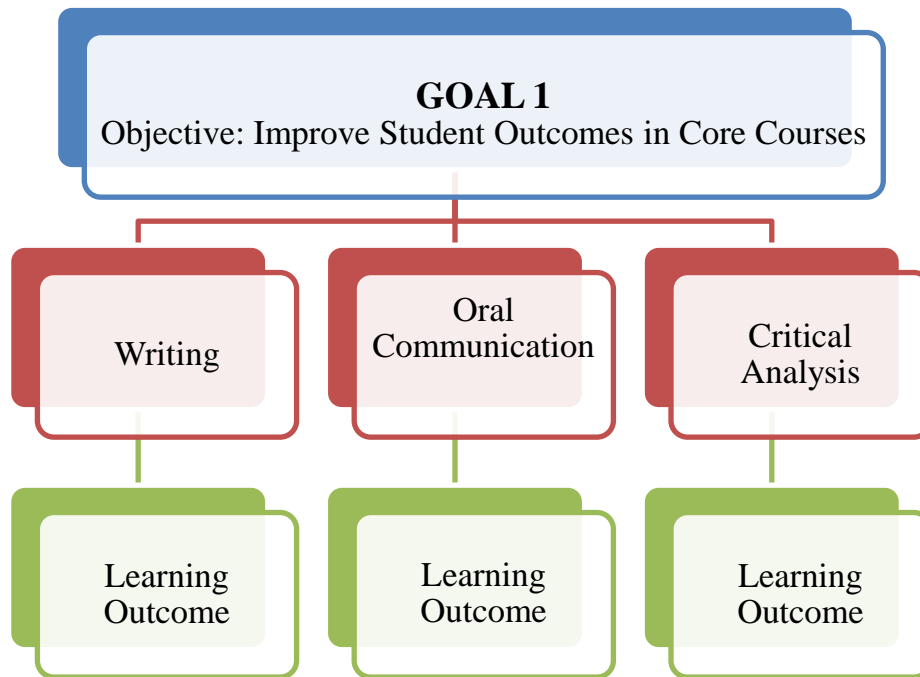 GOAL 1
Objective: Improve Student Outcomes in Core Courses
Writing
Oral
Communication
Critical
Analysis
Learning
Outcome
Learning
Outcome
Learning
Outcome